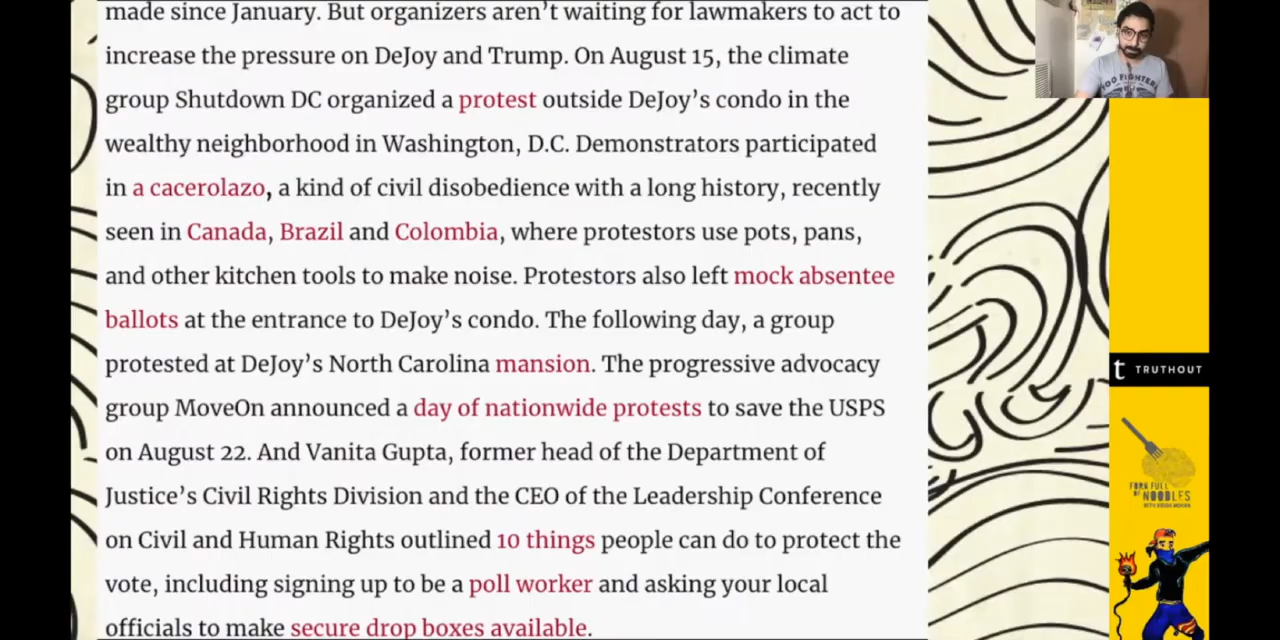 made since January. But organizers aren’t waiting for lawmakers to act to
increase the pressure on DeJoy and Trump. On August 15, the climate
group Shutdown DC organized a protest outside DeJoy’s condo in the
wealthy neighborhood in Washington, D.C. Demonstrators participated
in a cacerolazo, a kind of civil disobedience with a long history, recently
seen in Canada, Brazil and Colombia, where protestors use pots, pans,
and other kitchen tools to make noise. Protestors also left mock absentee
ballots at the entrance to DeJoy’s condo. The following day, a group
protested at DeJoy’s North Carolina mansion. The progressive advocacy
group MoveOn announced a day of nationwide protests to save the USPS
on August 22. And Vanita Gupta, former head of the Department of
Justice’s Civil Rights Division and the CEO of the Leadership Conference
on Civil and Human Rights outlined 10 things people can do to protect the
vote, including signing up to be a poll worker and asking your local
officials to make secure drop boxes available.
FOO FIGHTERS
t TRUTHOUT
FORK FULL
OF NOODLES